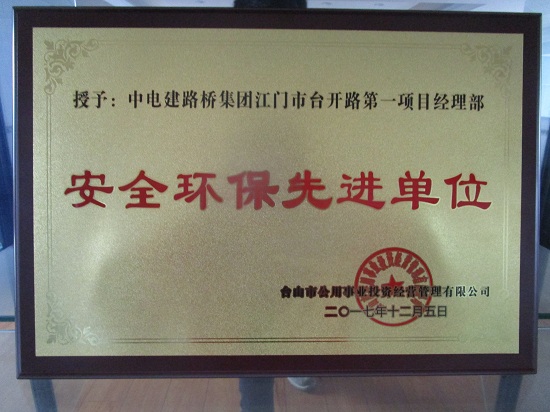 授予：中电建路桥集团江门市台开路第一项目经理部
安全环保先进单位
台山市公用事业投资经营管理有限公司
二〇一七年十二月五日